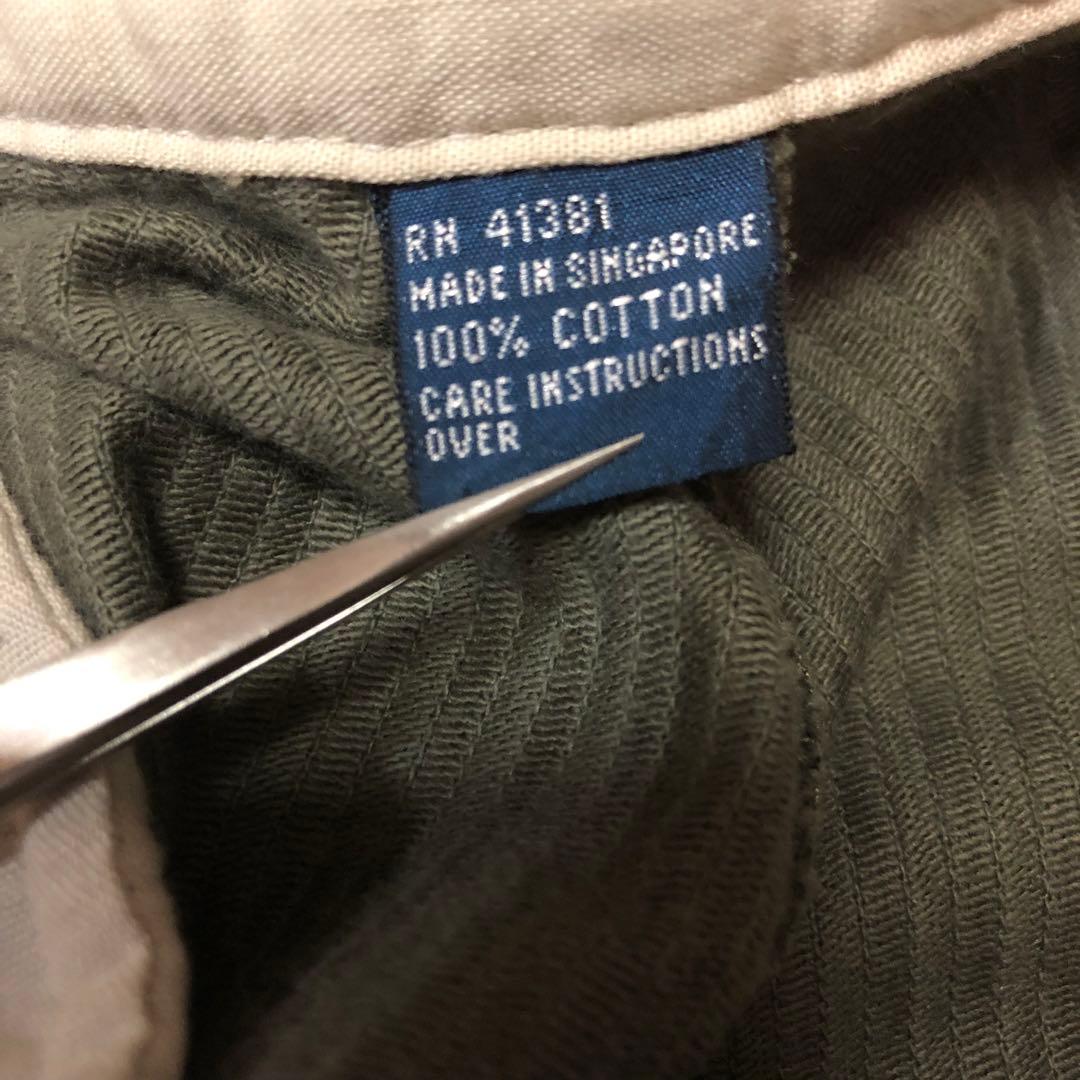 RN 41381
MADE IN SINGAPORE
100% COTTON
CARE INSTRUCTIONS
OVER